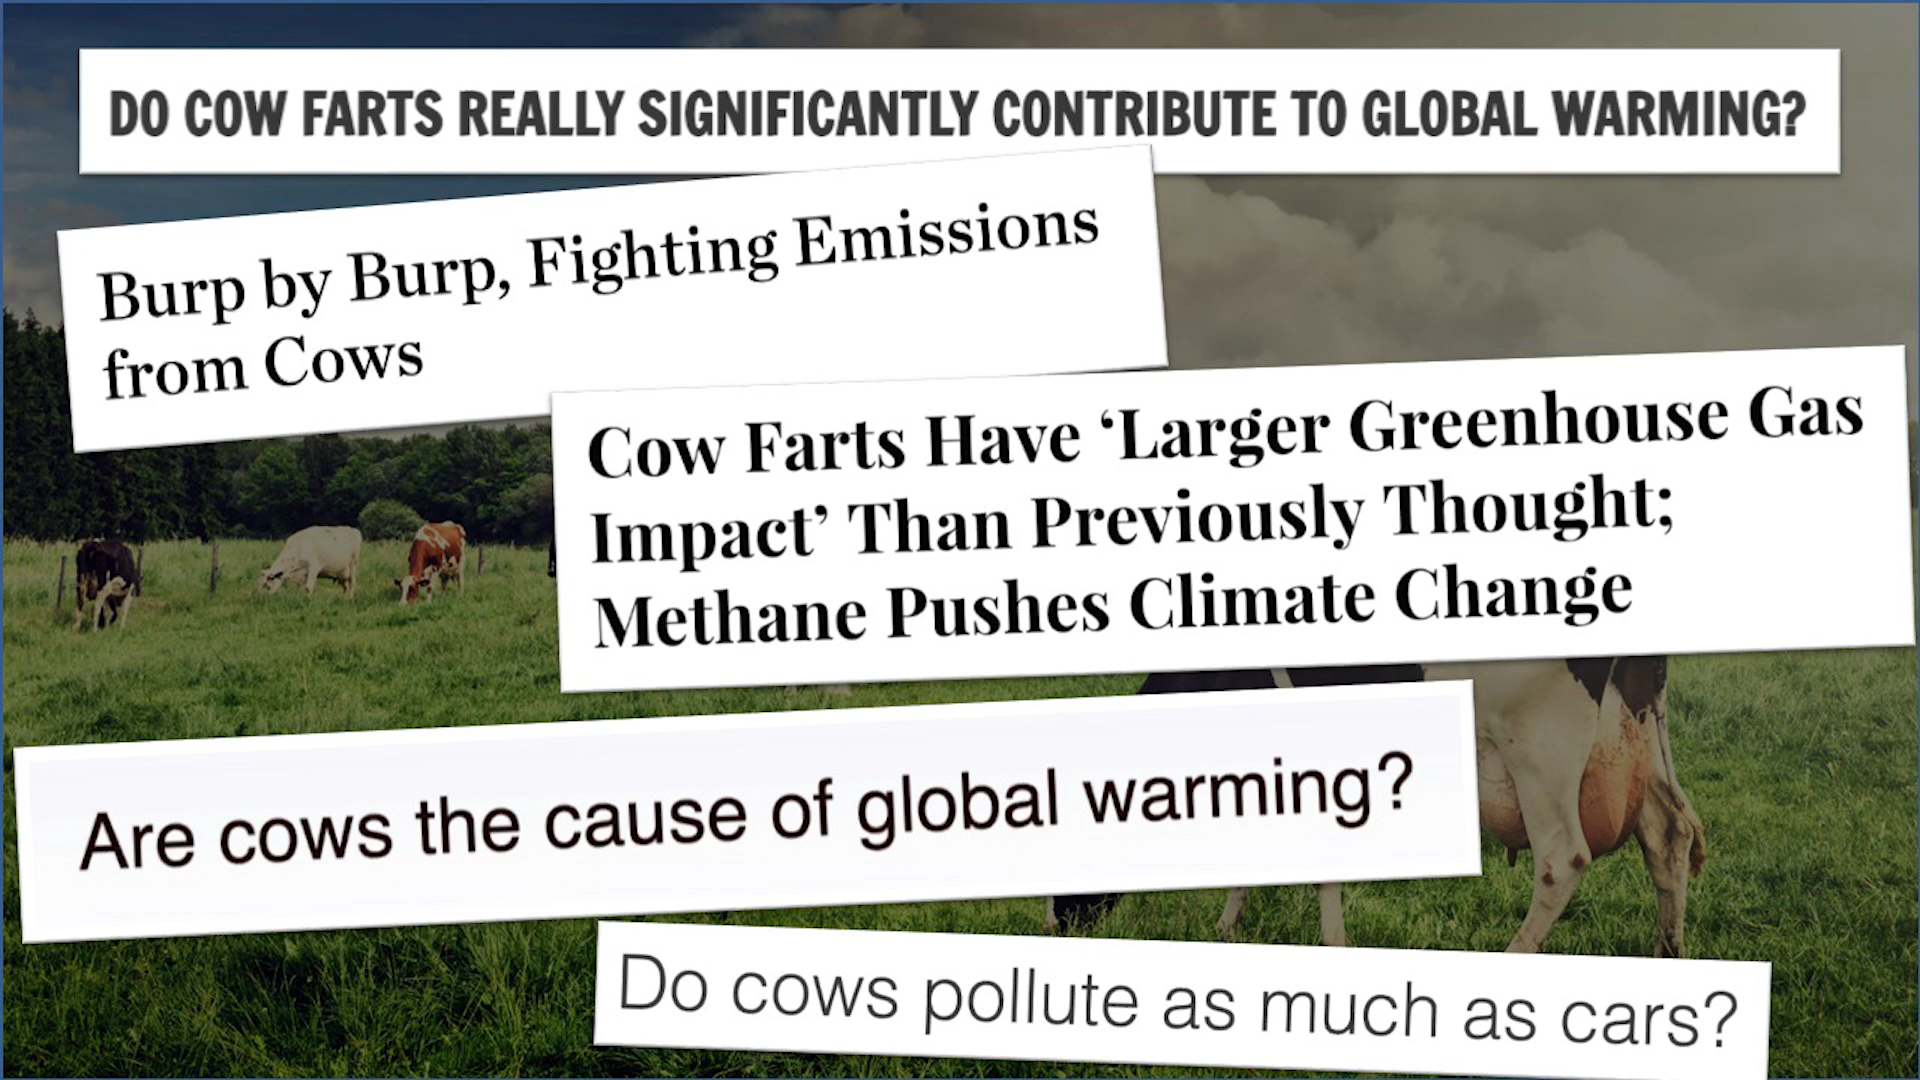 DO COW FARTS REALLY SIGNIFICANTLY CONTRIBUTE TO GLOBAL WARMING?
Burp by Burp, Fighting Emissions
from Cows
Cow Farts Have ‘Larger Greenhouse Gas
Impact’ Than Previously Thought;
Methane Pushes Climate Change
Are cows the cause of global warming?
Do cows pollute as much as cars?